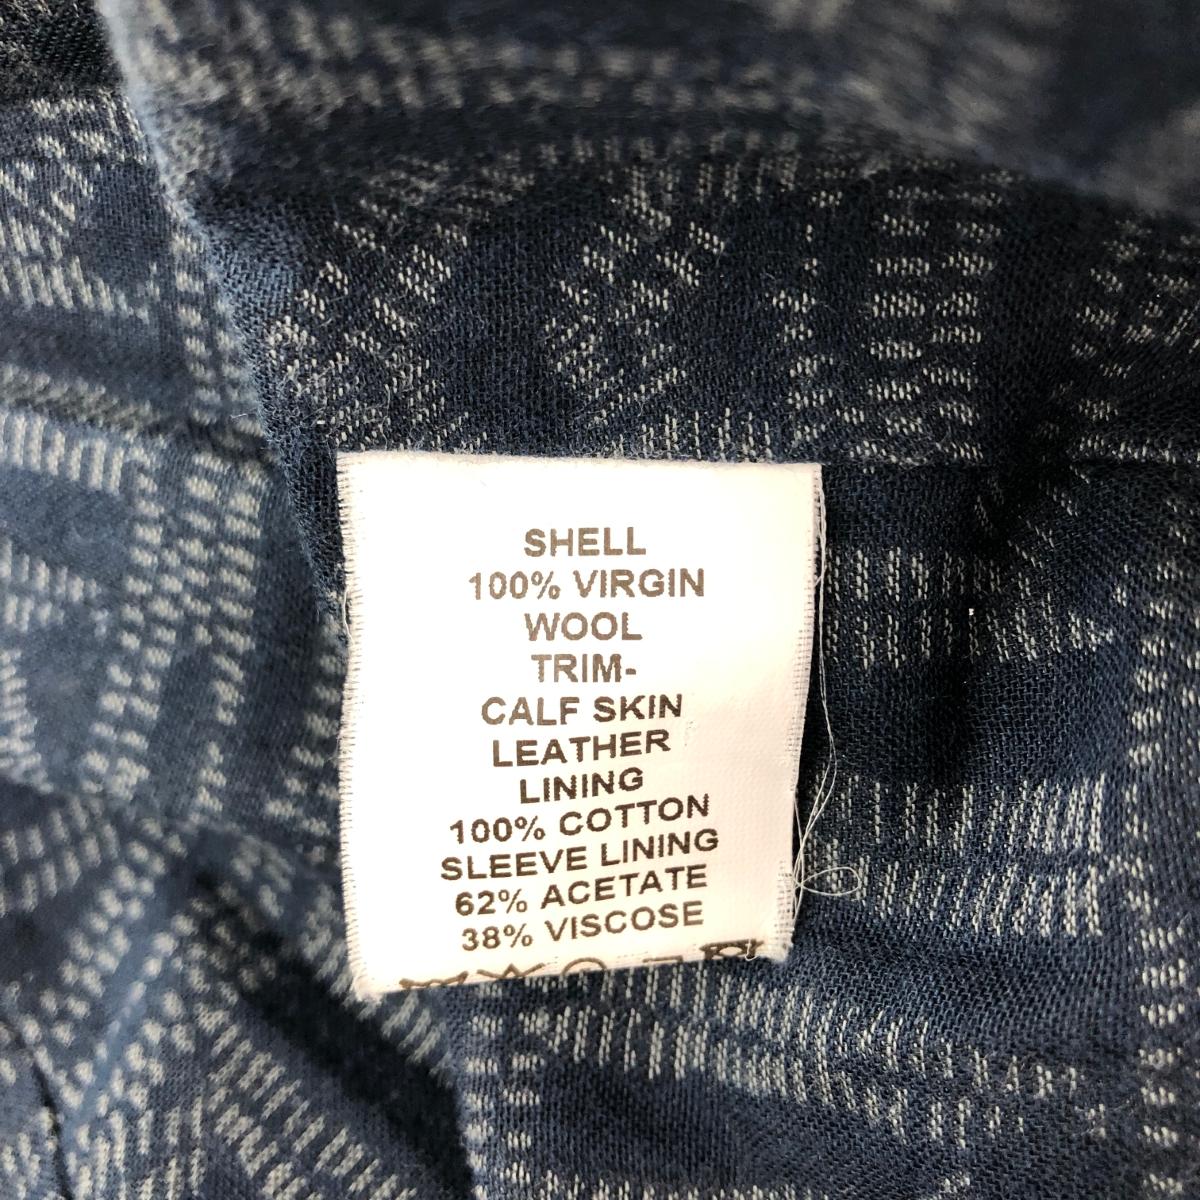 SHELL
100% VIRGIN
WOOL
TRIM-
CALF SKIN
LEATHER
LINING
100% COTTON
SLEEVE LINING
62% ACETATE
38% VISCOSE